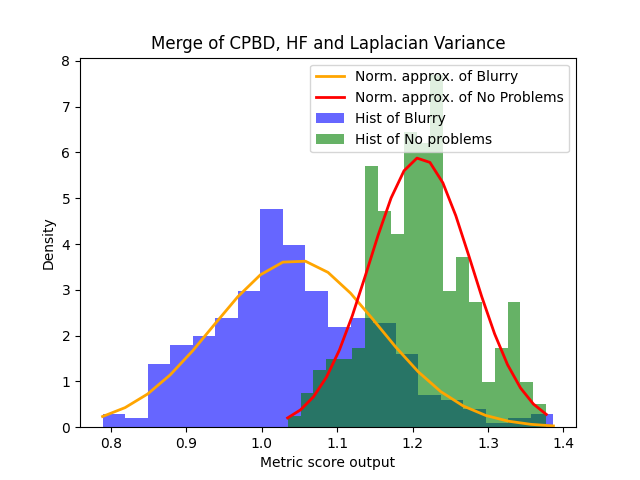 Merge of CPBD, HF and Laplacian Variance
Norm. approx. of Blurry
Norm. approx. of No Problems
Hist of Blurry
Hist of No problems
Density
8
7
6
5
4
3
2
1
0
0.8 0.9 1.0 1.1 1.2 1.3 1.4
Metric score output